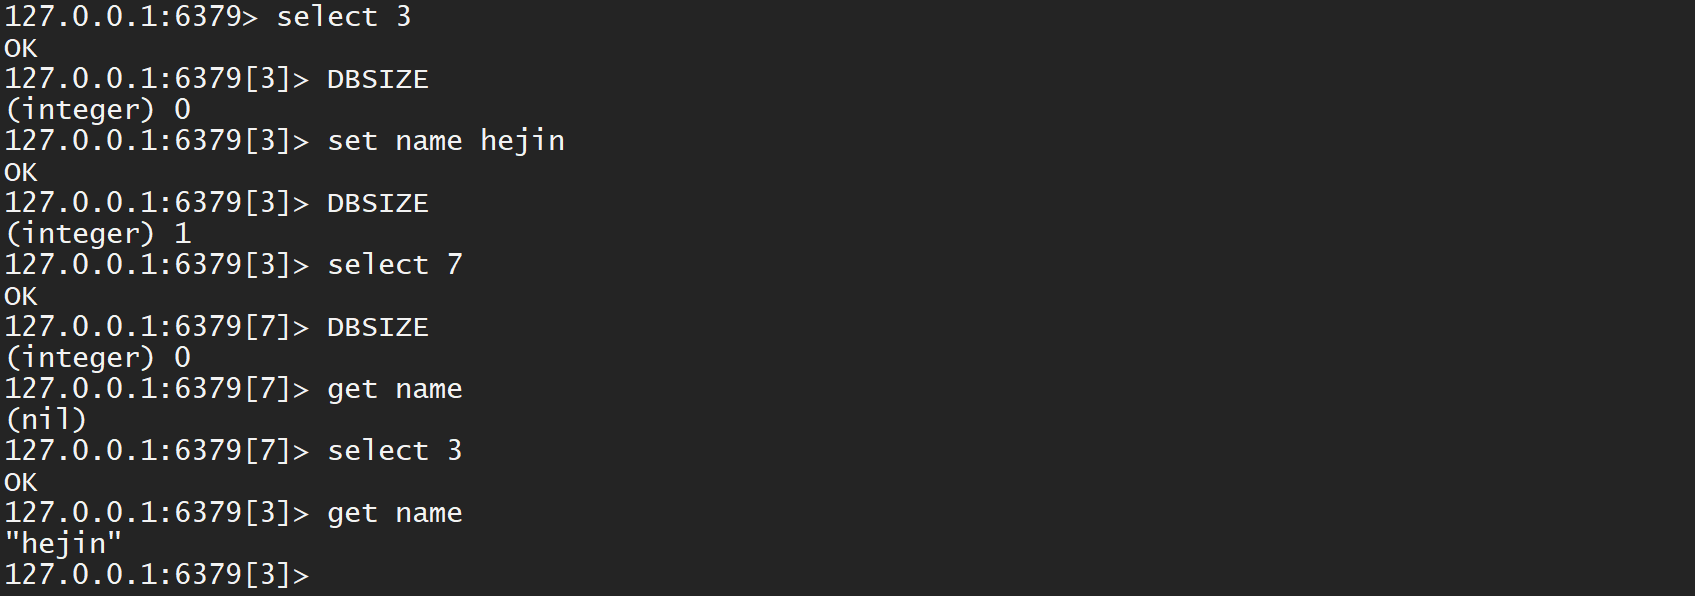 127.0.0.1:6379> select 3
OK
127.0.0.1:6379[3]> DBSIZE
(integer) 0
127.0.0.1:6379[3]> set name hejin
OK
127.0.0.1:6379[3]> DBSIZE
(integer) 1
127.0.0.1:6379[3]> select 7
OK
127.0.0.1:6379[7]> DBSIZE
(integer) 0
127.0.0.1:6379[7]> get name
(nil)
127.0.0.1:6379[7]> select 3
OK
127.0.0.1:6379[3]> get name
"hejin"
127.0.0.1:6379[3]>